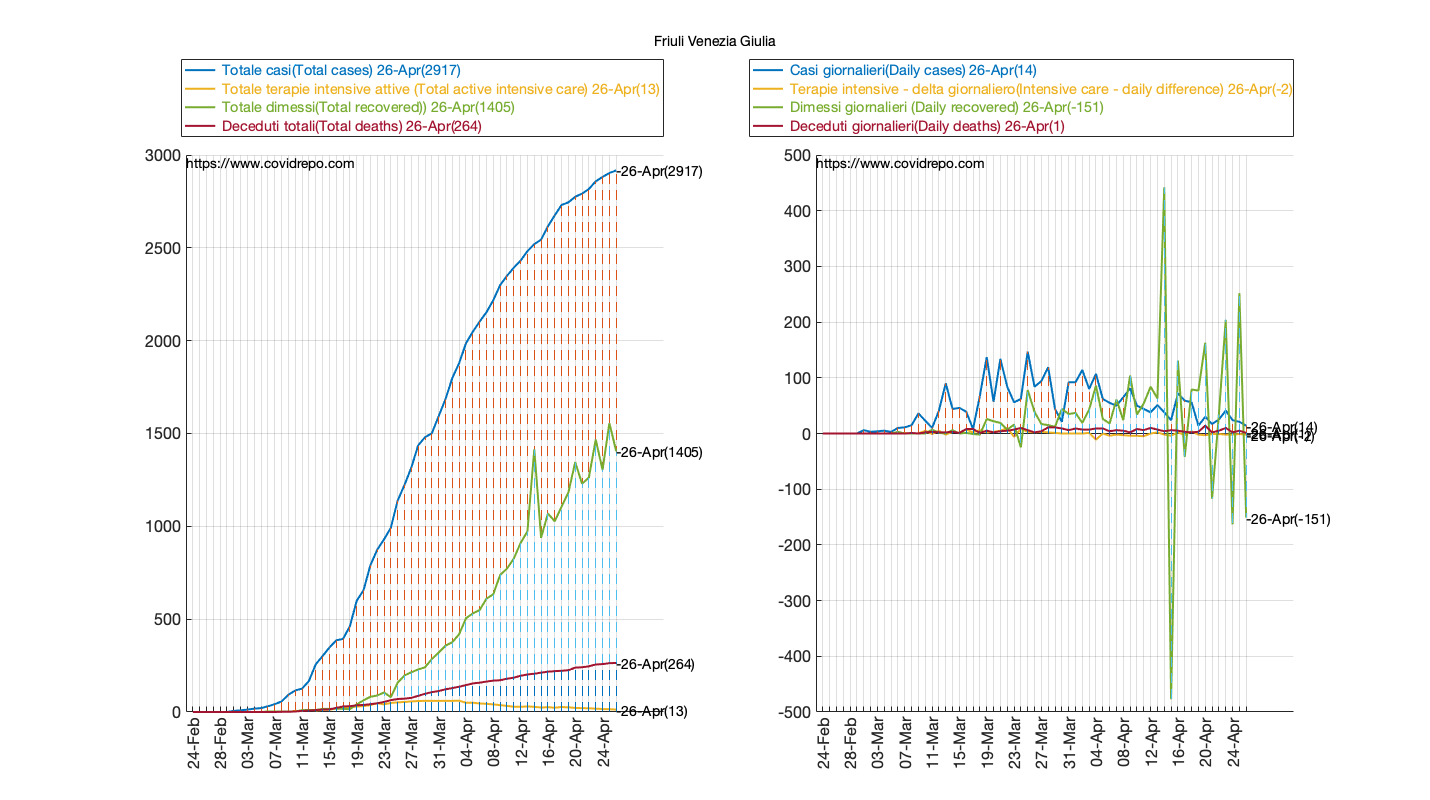 Friuli Venezia Giulia
Totale casi(Total cases) 26-Apr(2917)
Totale terapie intensive attive (Total active intensive care) 26-Apr(13)
Totale dimessi(Total recovered)) 26-Apr(1405)
Deceduti totali(Total deaths) 26-Apr(264)
https://www.covidrepo.com
3000
2500
2000
1500
1000
500
0
-26-Apr(2917)
-26-Apr(1405)
-26-Apr(264)
-26-Apr(13)
24-Feb
28-Feb
03-Mar
07-Mar
11-Mar
15-Mar
19-Mar
23-Mar
27-Mar
31-Mar
04-Apr
08-Apr
12-Apr
16-Apr
20-Apr
24-Apr
Casi giornalieri(Daily cases) 26-Apr(14)
Terapie intensive - delta giornaliero(Intensive care - daily difference) 26-Apr(-2)
Dimessi giornalieri (Daily recovered) 26-Apr(-151)
Deceduti giornalieri(Daily deaths) 26-Apr(1)
https://www.covidrepo.com
500
400
300
200
100
0
-100
-200
-300
-400
-500
-26-Apr(14)
-26-Apr(-2)
-26-Apr(-151)
24-Feb
28-Feb
03-Mar
07-Mar
11-Mar
15-Mar
19-Mar
23-Mar
27-Mar
31-Mar
04-Apr
08-Apr
12-Apr
16-Apr
20-Apr
24-Apr